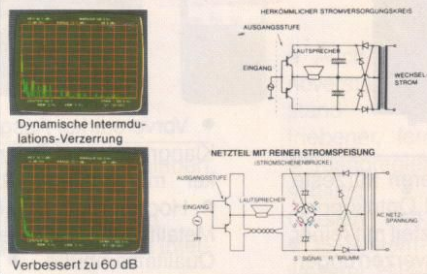 HERKÖMMLICHER STROMVERSORGUNGSKREIS
AUSGANGSSTUFE
LAUTSPRECHER
EINGANG
WECHSEL-
STROM
Dynamische Intermdu-
lations-Verzerrung
NETZTEIL MIT REINER STROMSPEISUNG
(STROMSCHIENENBRÜCKE)
AUSGANGSSTUFE
LAUTSPRECHER
EINGANG
AC NETZ-
SPANNUNG
S SIGNAL H BRUMM
Verbessert zu 60 dB